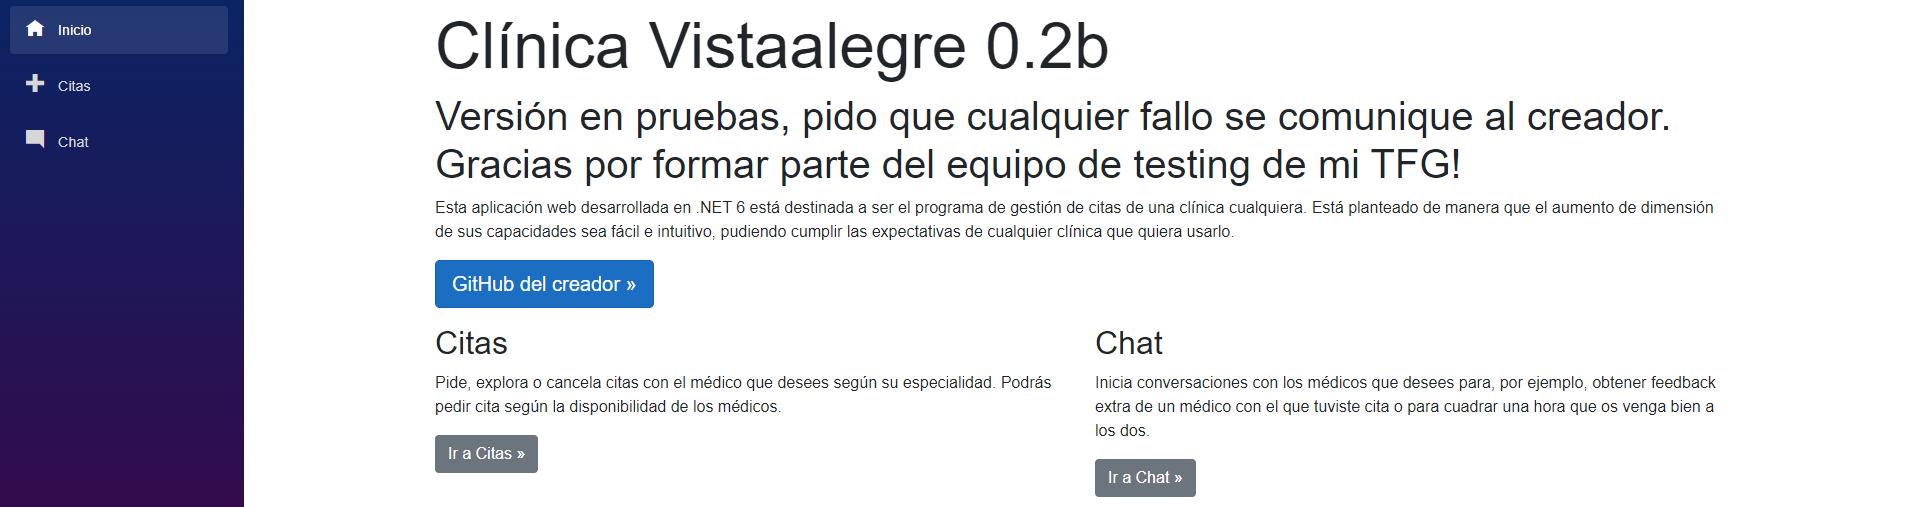 Inicio
Citas
Chat
Clínica Vistaalegre 0.2b
Versión en pruebas, pido que cualquier fallo se comunique al creador.
Gracias por formar parte del equipo de testing de mi TFG!
Esta aplicación web desarrollada en .NET 6 está destinada a ser el programa de gestión de citas de una clínica cualquiera. Está planteado de manera que el aumento de dimensión
de sus capacidades sea fácil e intuitivo, pudiendo cumplir las expectativas de cualquier clínica que quiera usarlo.
GitHub del creador »
Citas
Pide, explora o cancela citas con el médico que desees según su especialidad. Podrás
pedir cita según la disponibilidad de los médicos.
Ir a Citas »
Chat
Inicia conversaciones con los médicos que desees para, por ejemplo, obtener feedback
extra de un médico con el que tuviste cita o para cuadrar una hora que os venga bien a
los dos.
Ir a Chat »